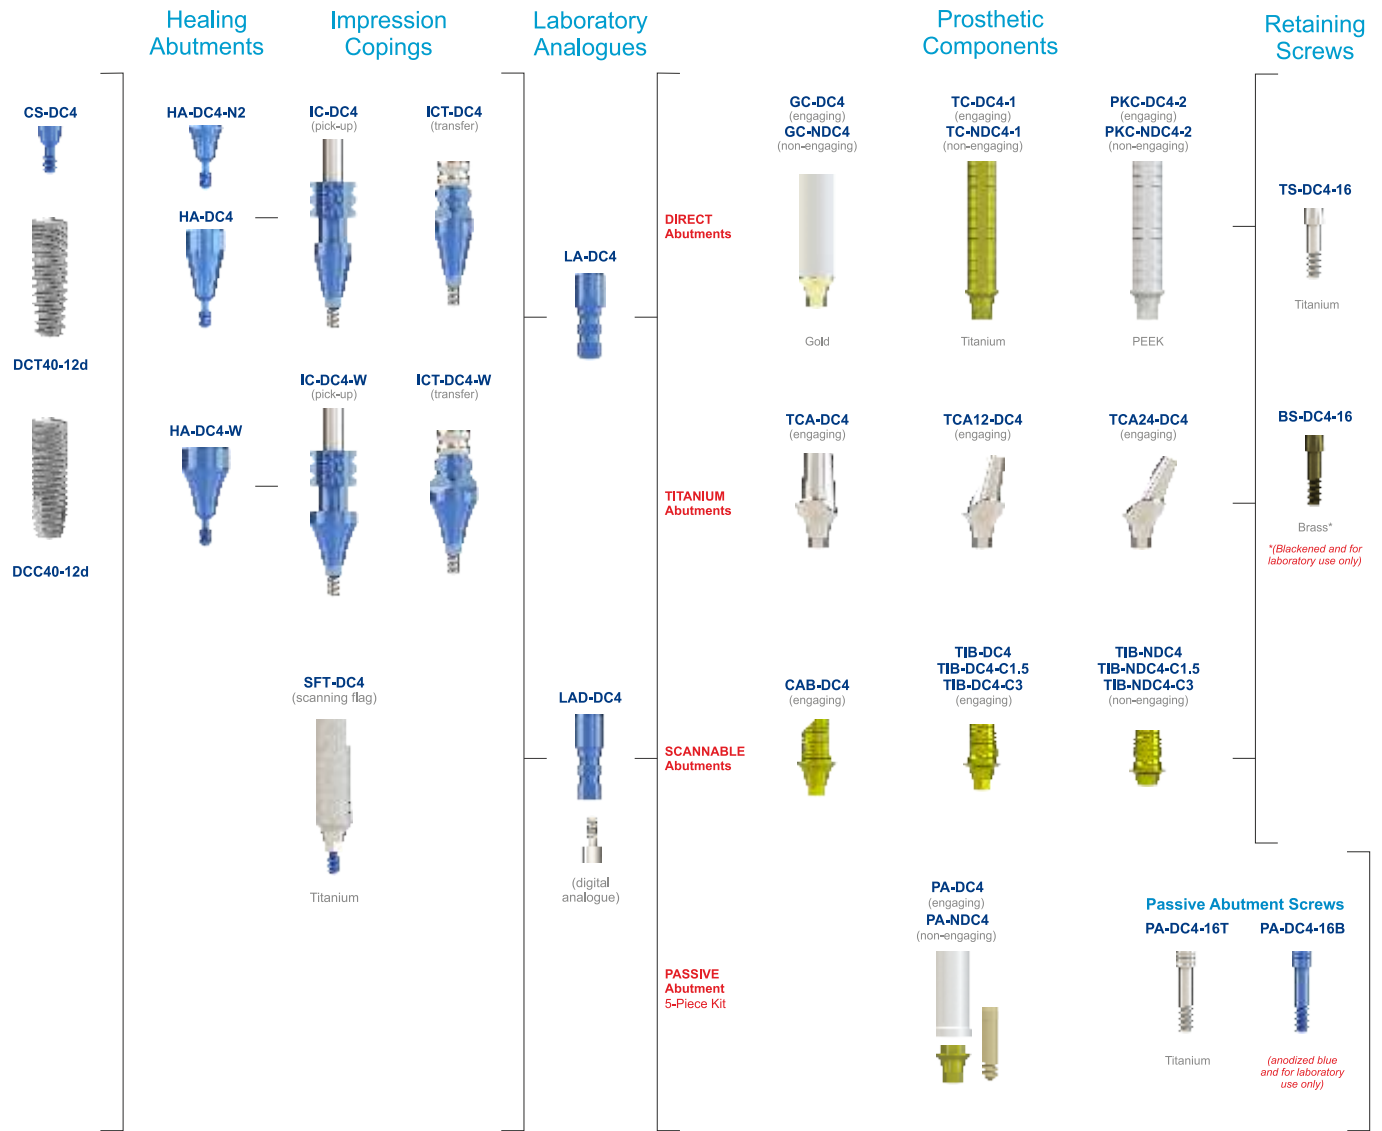 Healing
Abutments
Impression
Copings
Laboratory
Analogues
Prosthetic
Components
Retaining
Screws
CS-DC4
DCT40-12d
DCC40-12d
HA-DC4-N2
HA-DC4
HA-DC4-W
IC-DC4
(pick-up)
ICT-DC4
(transfer)
IC-DC4-W
(pick-up)
ICT-DC4-W
(transfer)
SFT-DC4
(scanning flag)
Titanium
LA-DC4
LAD-DC4
(digital
analogue)
DIRECT
Abutments
GC-DC4
(engaging)
GC-NDC4
(non-engaging)
Gold
TC-DC4-1
(engaging)
TC-NDC4-1
(non-engaging)
Titanium
PKC-DC4-2
(engaging)
PKC-NDC4-2
(non-engaging)
PEEK
TITANIUM
Abutments
TCA-DC4
(engaging)
TCA12-DC4
(engaging)
TCA24-DC4
(engaging)
SCANNABLE
Abutments
CAB-DC4
(engaging)
TIB-DC4
TIB-DC4-C1.5
TIB-DC4-C3
(engaging)
TIB-NDC4
TIB-NDC4-C1.5
TIB-NDC4-C3
(non-engaging)
TS-DC4-16
Titanium
BS-DC4-16
Brass*
*(Blackened and for
laboratory use only)
PASSIVE
Abutment
5-Piece Kit
PA-DC4
(engaging)
PA-NDC4
(non-engaging)
Passive Abutment Screws
PA-DC4-16T
Titanium
PA-DC4-16B
(anodized blue
and for laboratory
use only)